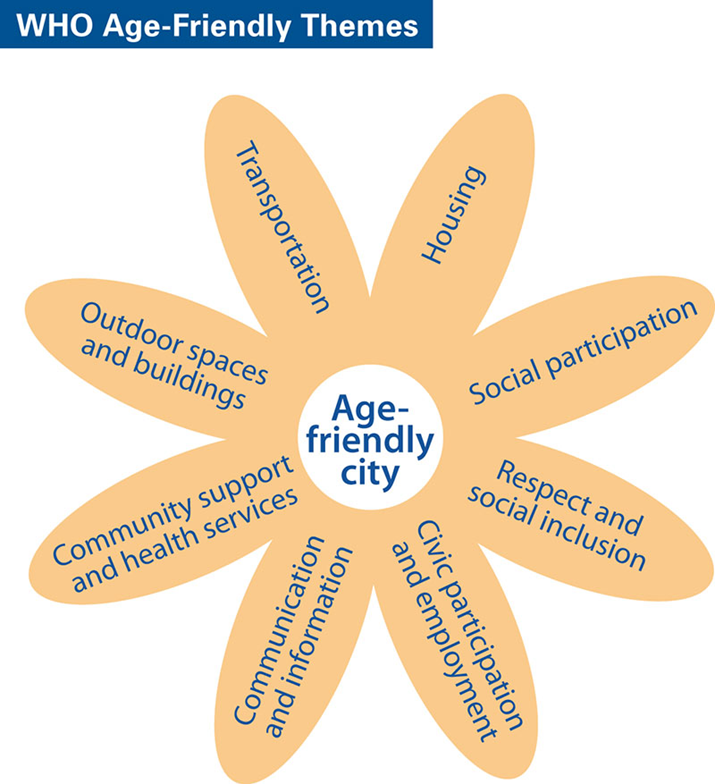 WHO Age-Friendly Themes
Transportation
Housing
Social participation
Respect and
social inclusion
Civic participation
and employment
Communication
and information
Community support
and health services
Outdoor spaces
and buildings
Age-
friendly
city